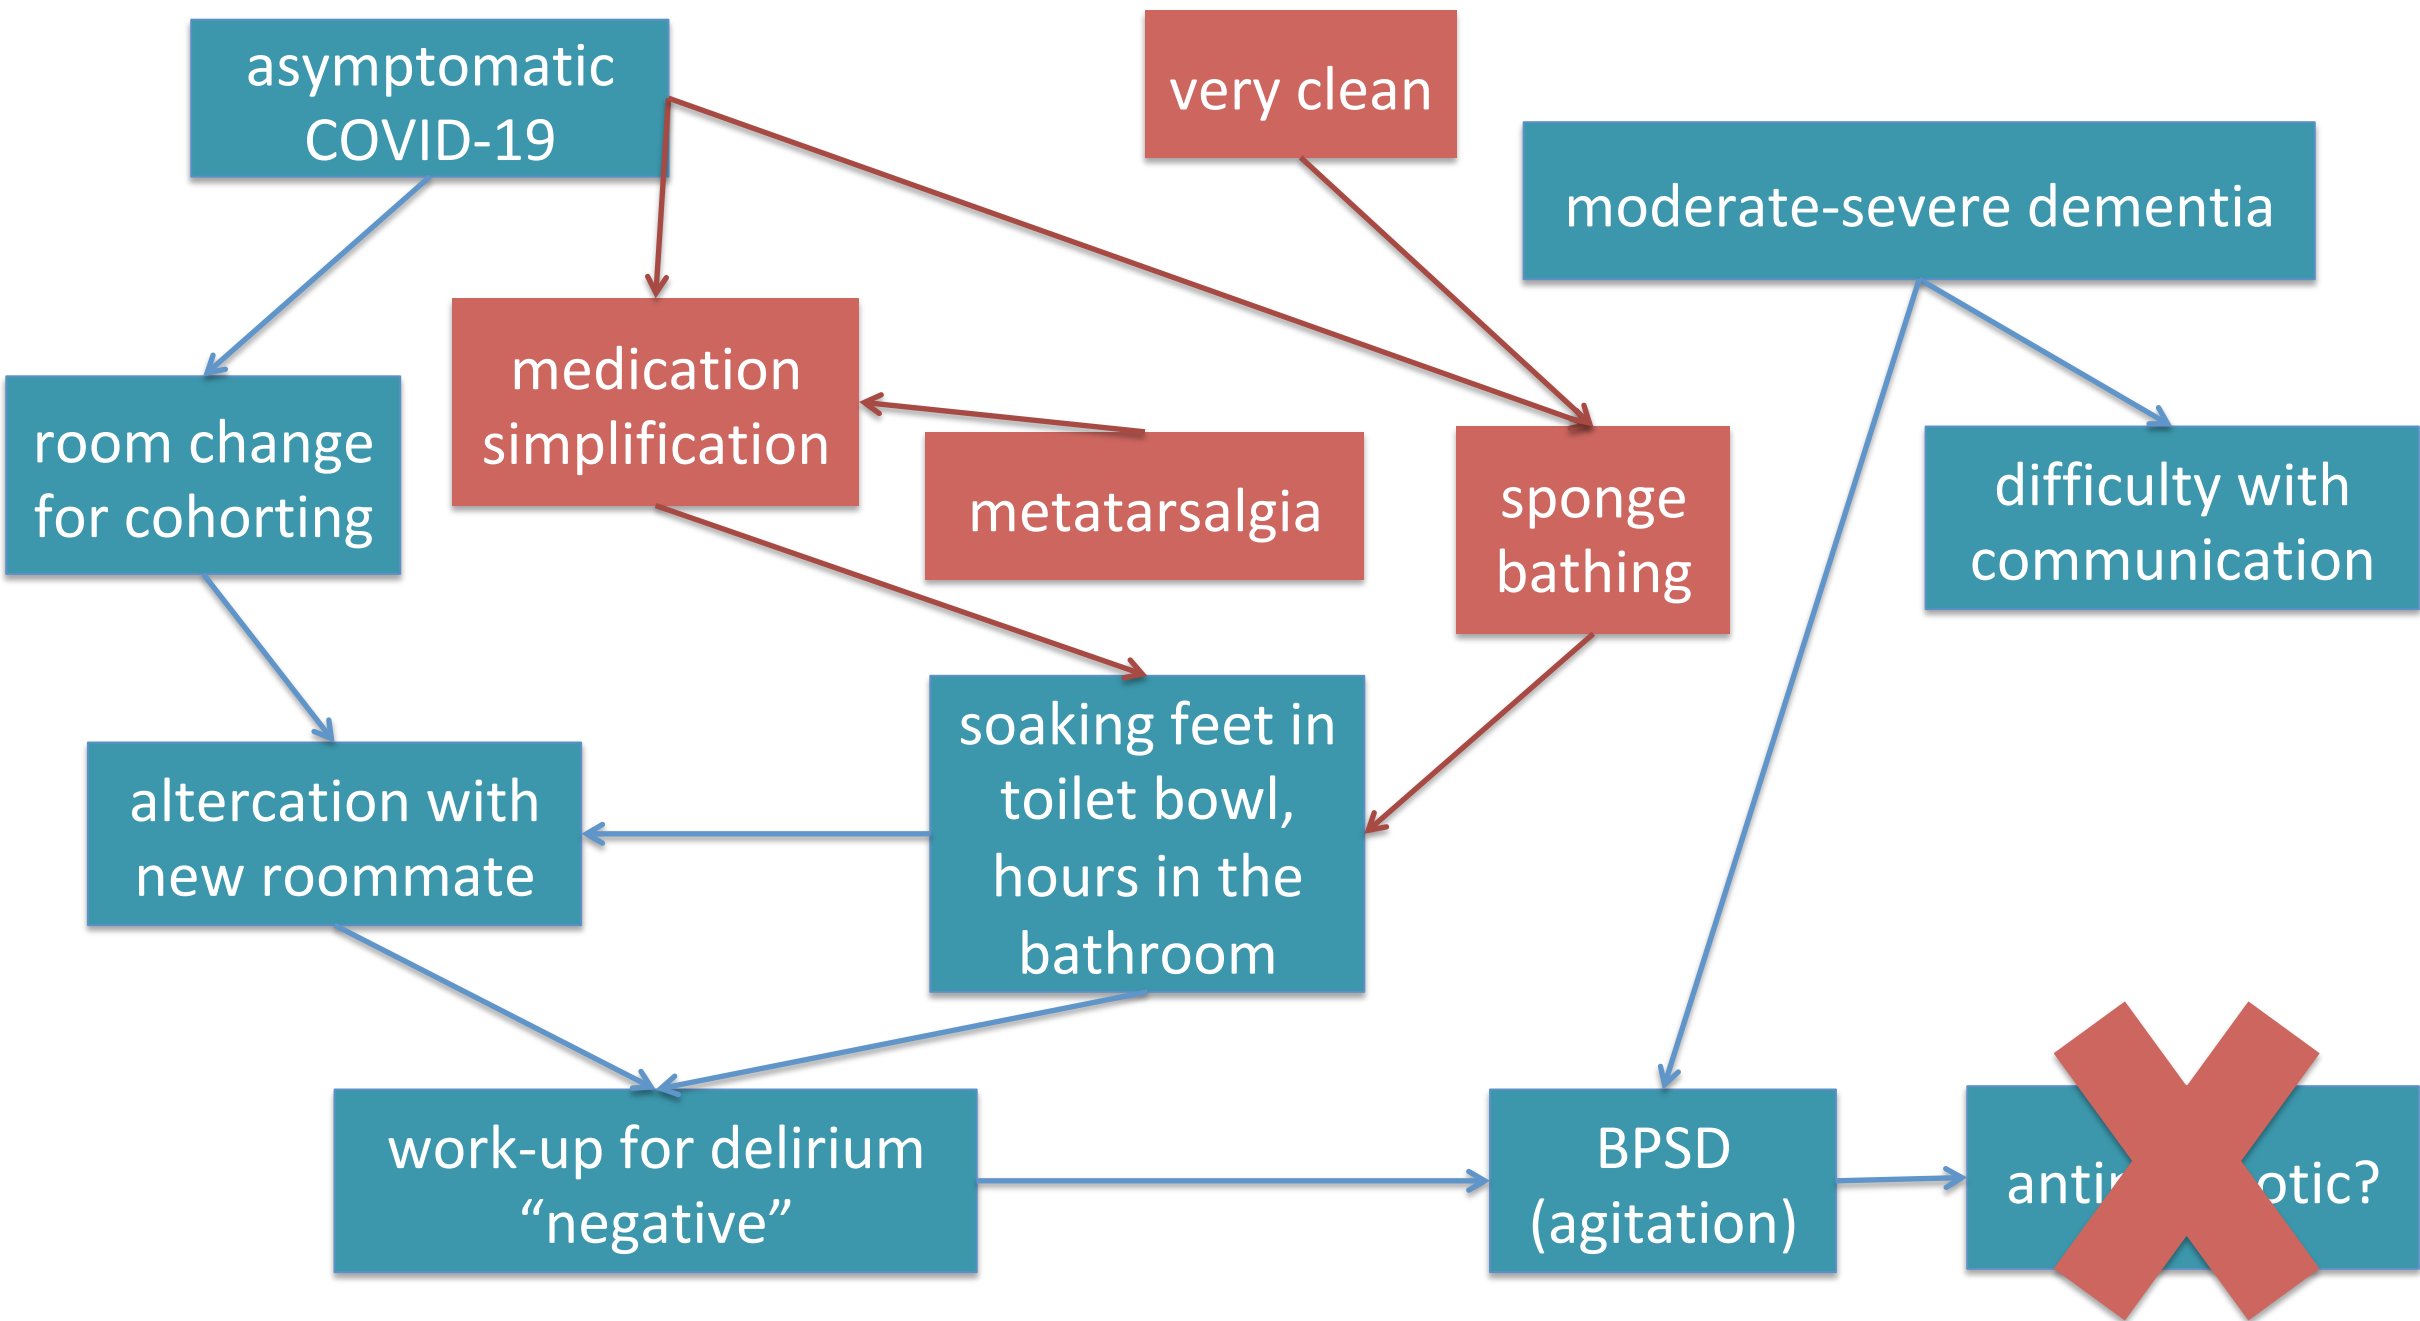 asymptomatic
COVID-19
very clean
moderate-severe dementia
medication
simplification
room change
for cohorting
metatarsalgia
sponge
bathing
difficulty with
communication
soaking feet in
toilet bowl,
hours in the
bathroom
altercation with
new roommate
work-up for delirium
“negative”
BPSD
(agitation)